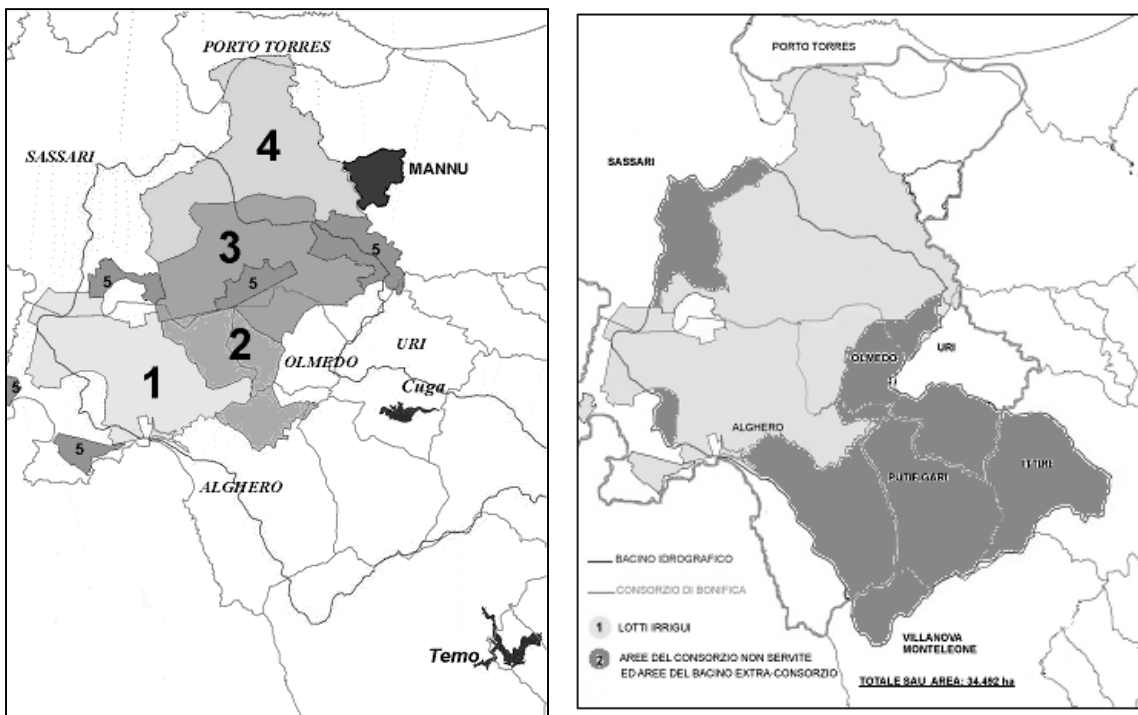 PORTO TORRES
4
SASSARI
MANNU
3
5
5
5
2
1
OLMEDO
URI
Cuga
5
5
ALGHERO
Temo
PORTO TORRES
SASSARI
OLMEDO
URI
ALGHERO
PUTIFIGARI
ITTIRI
BACINO IDROGRAFICO
CONSORZIO DI BONIFICA
1 LOTTI IRRIGUI
2 AREE DEL CONSORZIO NON SERVITE
ED AREE DEL BACINO EXTRA-CONSORZIO
VILLANOVA
MONTELEONE
TOTALE SAU AREA: 34.492 ha